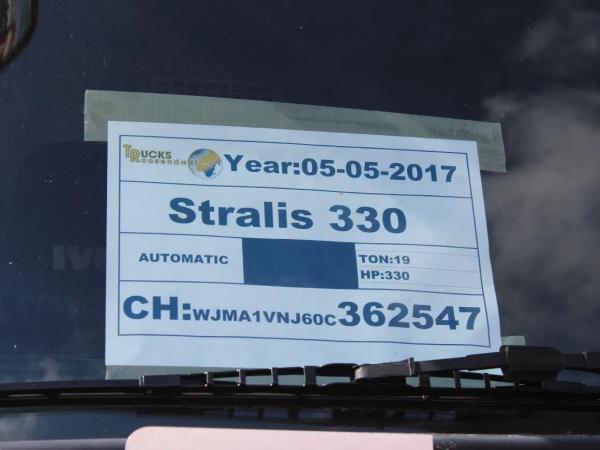 TRUCKS
Roosendaal
Year:05-05-2017
Stralis 330
AUTOMATIC
TON:19
HP:330
CH:WJMA1VNJ60C362547